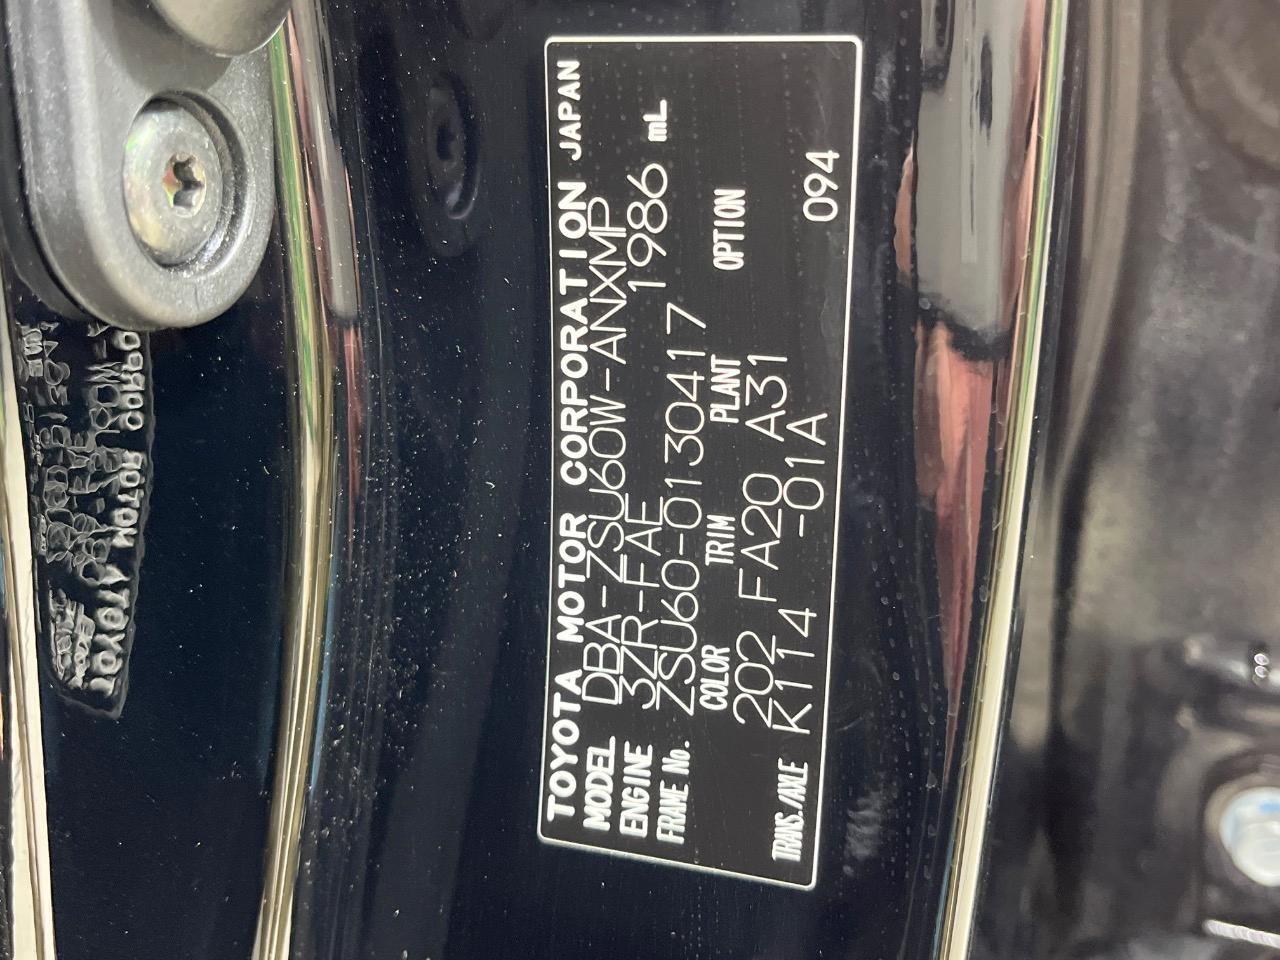 TOYOTA MOTOR CORPORATION JAPAN
MODEL DBA-ZSU60W-ANXMP
ENGINE 3ZR-FAE 1986 mL
FRAME No. ZSU60-0130417
COLOR TRIM PLANT OPTION
202 FA20 A31
TRANS./AXLE K114 -01A 094